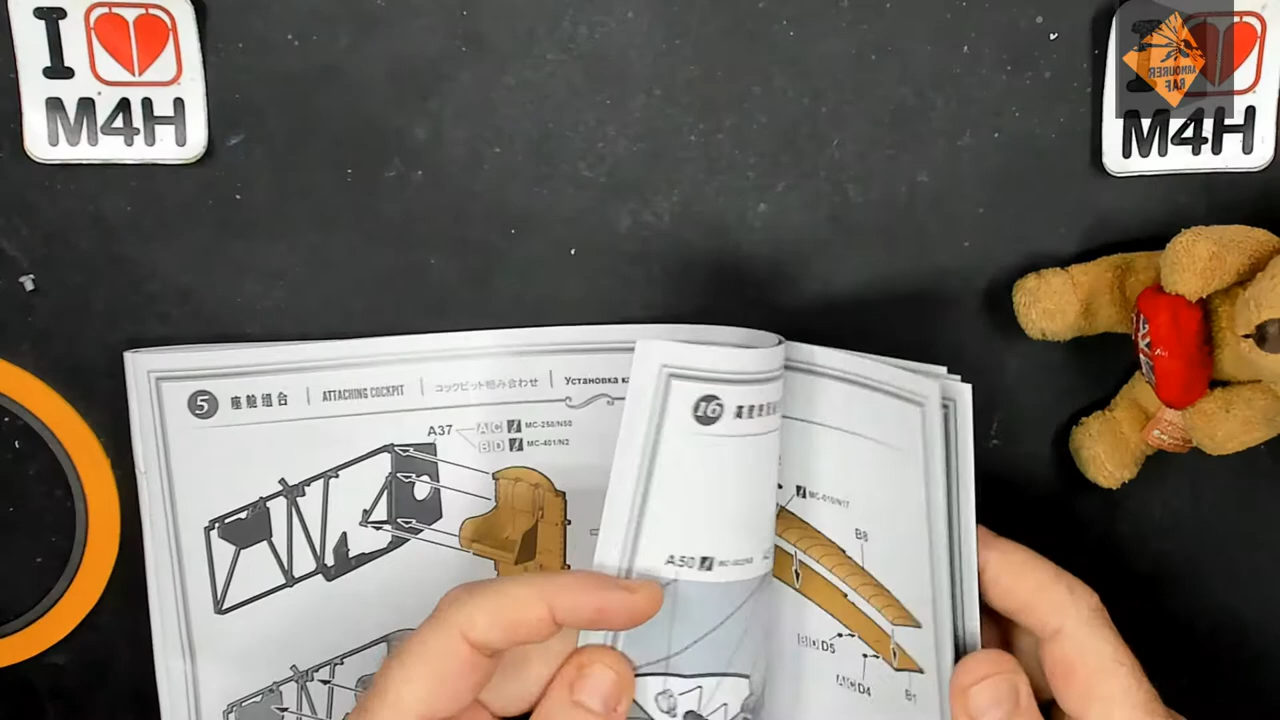 I
M4H
I
M4H
ARMOURER
RAF
5 座舱组合 | ATTACHING COCKPIT | コックピット組み合わせ | Установка
A37
A C MC-250/N50
B D MC-401/N2
16
A50
MC-010/N17
B8
B D D5
A C D4
B1